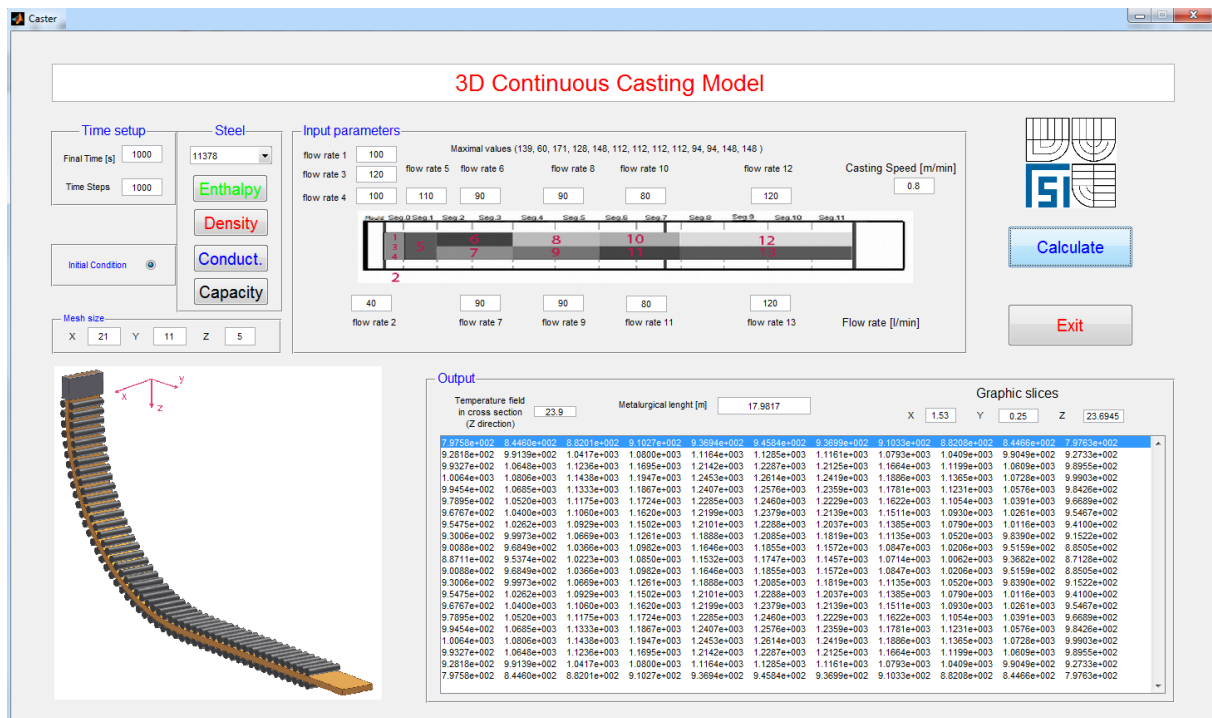 Caster
3D Continuous Casting Model
Time setup
Final Time [s] 1000
Time Steps 1000
Initial Condition
Mesh size
X 21 Y 11 Z 5
Steel
11378
Enthalpy
Density
Conduct.
Capacity
Input parameters
Maximal values (139, 60, 171, 128, 148, 112, 112, 112, 112, 94, 94, 148, 148 )
flow rate 1 100
flow rate 3 120
flow rate 4 100
flow rate 5 flow rate 6 flow rate 8 flow rate 10 flow rate 12
110 90 90 80 120
Casting Speed [m/min]
0.8
Seg.0 Seg.1 Seg.2 Seg.3 Seg.4 Seg.5 Seg.6 Seg.7 Seg.8 Seg.9 Seg.10 Seg.11
1 3 4 5 6 8 10 12
7 9 11 13
2
40 90 90 80 120
flow rate 2 flow rate 7 flow rate 9 flow rate 11 flow rate 13 Flow rate [l/min]
Calculate
Exit
x y z
Output
Temperature field
in cross section 23.9
(Z direction)
Metalurgical lenght [m] 17.9817
Graphic slices
X 1.53 Y 0.25 Z 23.6945
7.9758e+002 8.4460e+002 8.8201e+002 9.1027e+002 9.3694e+002 9.4584e+002 9.3699e+002 9.1033e+002 8.8208e+002 8.4466e+002 7.9763e+002
9.2818e+002 9.9139e+002 1.0417e+003 1.0800e+003 1.1164e+003 1.1285e+003 1.1161e+003 1.0793e+003 1.0409e+003 9.9049e+002 9.2733e+002
9.9327e+002 1.0648e+003 1.1236e+003 1.1695e+003 1.2142e+003 1.2287e+003 1.2125e+003 1.1664e+003 1.1199e+003 1.0609e+003 9.8955e+002
1.0064e+003 1.0806e+003 1.1438e+003 1.1947e+003 1.2453e+003 1.2614e+003 1.2419e+003 1.1886e+003 1.1365e+003 1.0728e+003 9.9903e+002
9.9454e+002 1.0685e+003 1.1333e+003 1.1867e+003 1.2407e+003 1.2576e+003 1.2359e+003 1.1781e+003 1.1231e+003 1.0576e+003 9.8426e+002
9.7895e+002 1.0520e+003 1.1175e+003 1.1724e+003 1.2285e+003 1.2460e+003 1.2229e+003 1.1622e+003 1.1054e+003 1.0391e+003 9.6689e+002
9.6767e+002 1.0400e+003 1.1060e+003 1.1620e+003 1.2199e+003 1.2379e+003 1.2139e+003 1.1511e+003 1.0930e+003 1.0261e+003 9.5467e+002
9.5475e+002 1.0262e+003 1.0929e+003 1.1502e+003 1.2101e+003 1.2288e+003 1.2037e+003 1.1385e+003 1.0790e+003 1.0116e+003 9.4100e+002
9.3006e+002 9.9973e+002 1.0669e+003 1.1261e+003 1.1888e+003 1.2085e+003 1.1819e+003 1.1135e+003 1.0520e+003 9.8390e+002 9.1522e+002
9.0088e+002 9.6849e+002 1.0366e+003 1.0982e+003 1.1646e+003 1.1855e+003 1.1572e+003 1.0847e+003 1.0206e+003 9.5159e+002 8.8505e+002
8.8711e+002 9.5374e+002 1.0223e+003 1.0850e+003 1.1532e+003 1.1747e+003 1.1457e+003 1.0714e+003 1.0062e+003 9.3682e+002 8.7128e+002
9.0088e+002 9.6849e+002 1.0366e+003 1.0982e+003 1.1646e+003 1.1855e+003 1.1572e+003 1.0847e+003 1.0206e+003 9.5159e+002 8.8505e+002
9.3006e+002 9.9973e+002 1.0669e+003 1.1261e+003 1.1888e+003 1.2085e+003 1.1819e+003 1.1135e+003 1.0520e+003 9.8390e+002 9.1522e+002
9.5475e+002 1.0262e+003 1.0929e+003 1.1502e+003 1.2101e+003 1.2288e+003 1.2037e+003 1.1385e+003 1.0790e+003 1.0116e+003 9.4100e+002
9.6767e+002 1.0400e+003 1.1060e+003 1.1620e+003 1.2199e+003 1.2379e+003 1.2139e+003 1.1511e+003 1.0930e+003 1.0261e+003 9.5467e+002
9.7895e+002 1.0520e+003 1.1175e+003 1.1724e+003 1.2285e+003 1.2460e+003 1.2229e+003 1.1622e+003 1.1054e+003 1.0391e+003 9.6689e+002
9.9454e+002 1.0685e+003 1.1333e+003 1.1867e+003 1.2407e+003 1.2576e+003 1.2359e+003 1.1781e+003 1.1231e+003 1.0576e+003 9.8426e+002
1.0064e+003 1.0806e+003 1.1438e+003 1.1947e+003 1.2453e+003 1.2614e+003 1.2419e+003 1.1886e+003 1.1365e+003 1.0728e+003 9.9903e+002
9.9327e+002 1.0648e+003 1.1236e+003 1.1695e+003 1.2142e+003 1.2287e+003 1.2125e+003 1.1664e+003 1.1199e+003 1.0609e+003 9.8955e+002
9.2818e+002 9.9139e+002 1.0417e+003 1.0800e+003 1.1164e+003 1.1285e+003 1.1161e+003 1.0793e+003 1.0409e+003 9.9049e+002 9.2733e+002
7.9758e+002 8.4460e+002 8.8201e+002 9.1027e+002 9.3694e+002 9.4584e+002 9.3699e+002 9.1033e+002 8.8208e+002 8.4466e+002 7.9763e+002